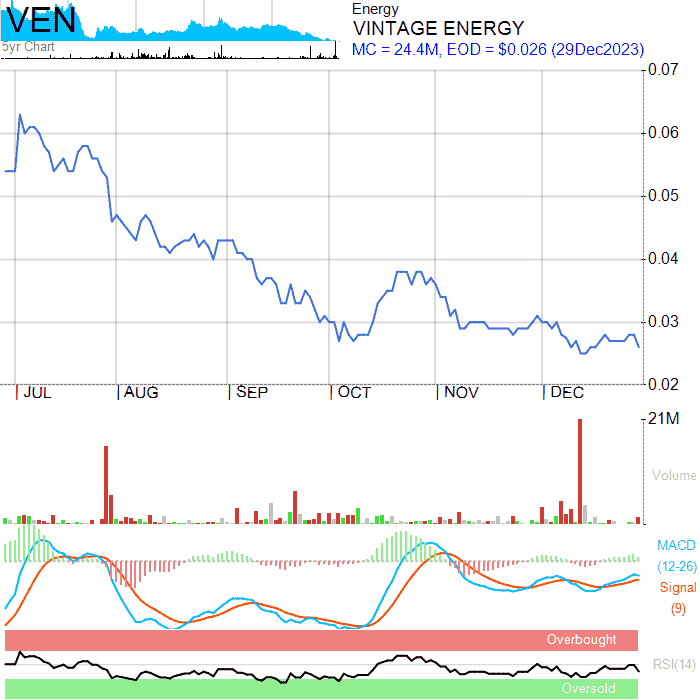 VEN
5yr Chart
Energy
VINTAGE ENERGY
MC = 24.4M, EOD = $0.026 (29Dec2023)
0.07
0.06
0.05
0.04
0.03
0.02
JUL AUG SEP OCT NOV DEC
21M
Volume
MACD
(12-26)
Signal
(9)
Overbought
RSI(14)
Oversold